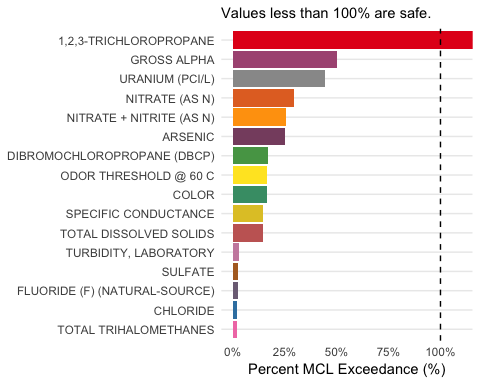 Values less than 100% are safe.
1,2,3-TRICHLOROPROPANE
GROSS ALPHA
URANIUM (PCI/L)
NITRATE (AS N)
NITRATE + NITRITE (AS N)
ARSENIC
DIBROMOCHLOROPROPANE (DBCP)
ODOR THRESHOLD @ 60 C
COLOR
SPECIFIC CONDUCTANCE
TOTAL DISSOLVED SOLIDS
TURBIDITY, LABORATORY
SULFATE
FLUORIDE (F) (NATURAL-SOURCE)
CHLORIDE
TOTAL TRIHALOMETHANES
0% 25% 50% 75% 100%
Percent MCL Exceedance (%)